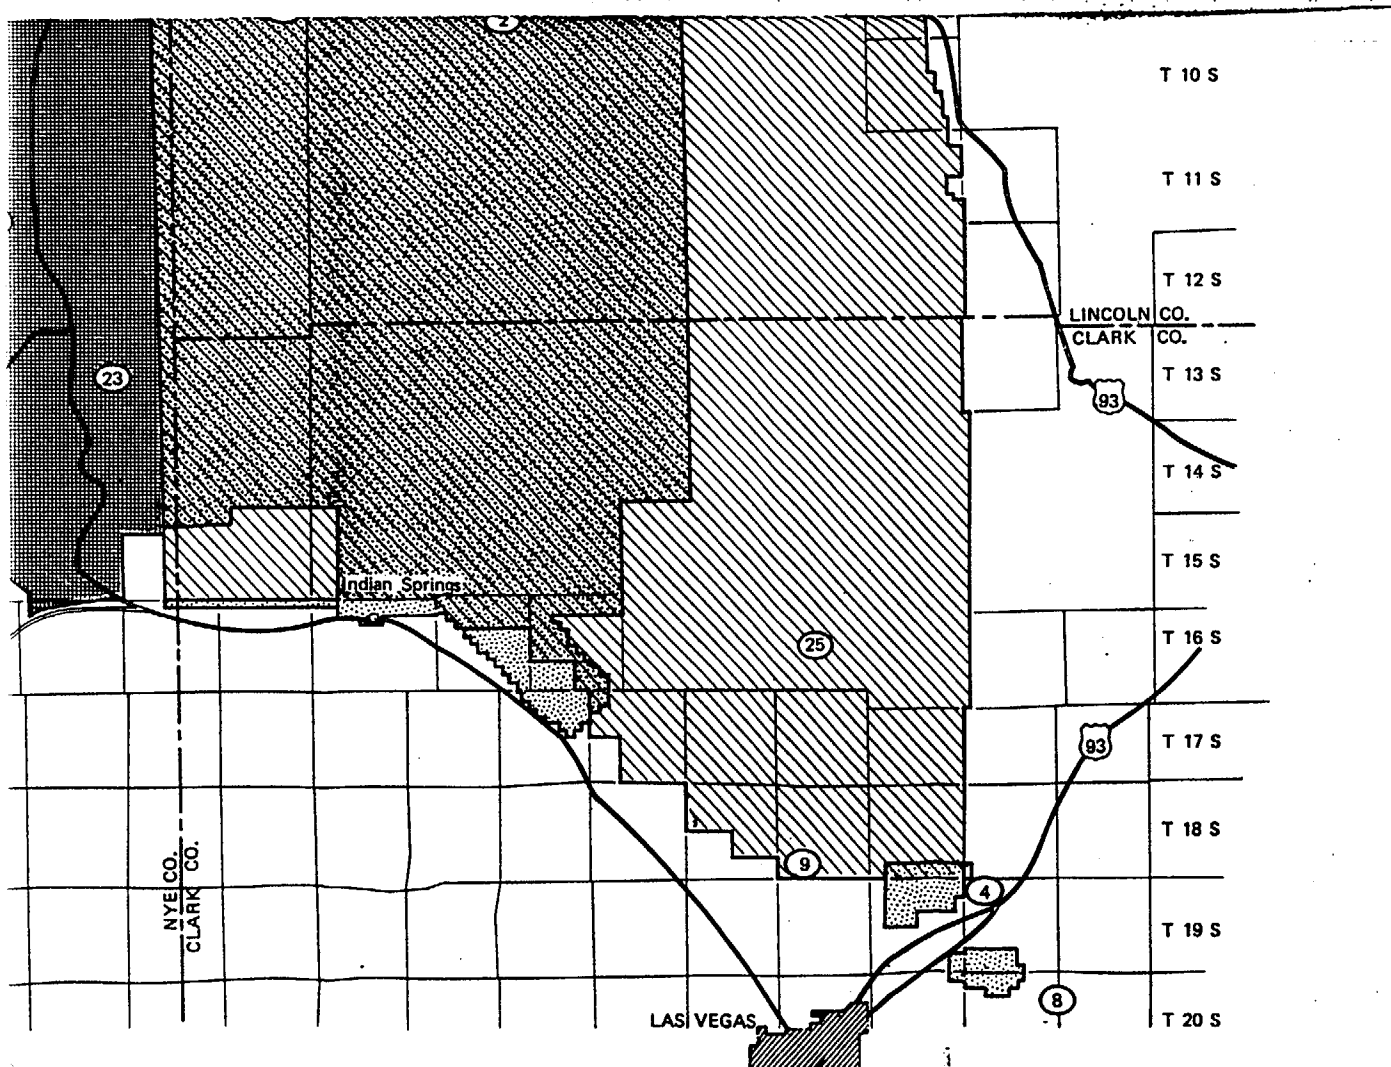 2
T 10 S
T 11 S
T 12 S
LINCOLN CO.
CLARK CO.
23
T 13 S
93
T 14 S
T 15 S
Indian Springs
T 16 S
25
93
T 17 S
T 18 S
9
4
NYE CO.
CLARK CO.
T 19 S
8
LAS VEGAS
T 20 S